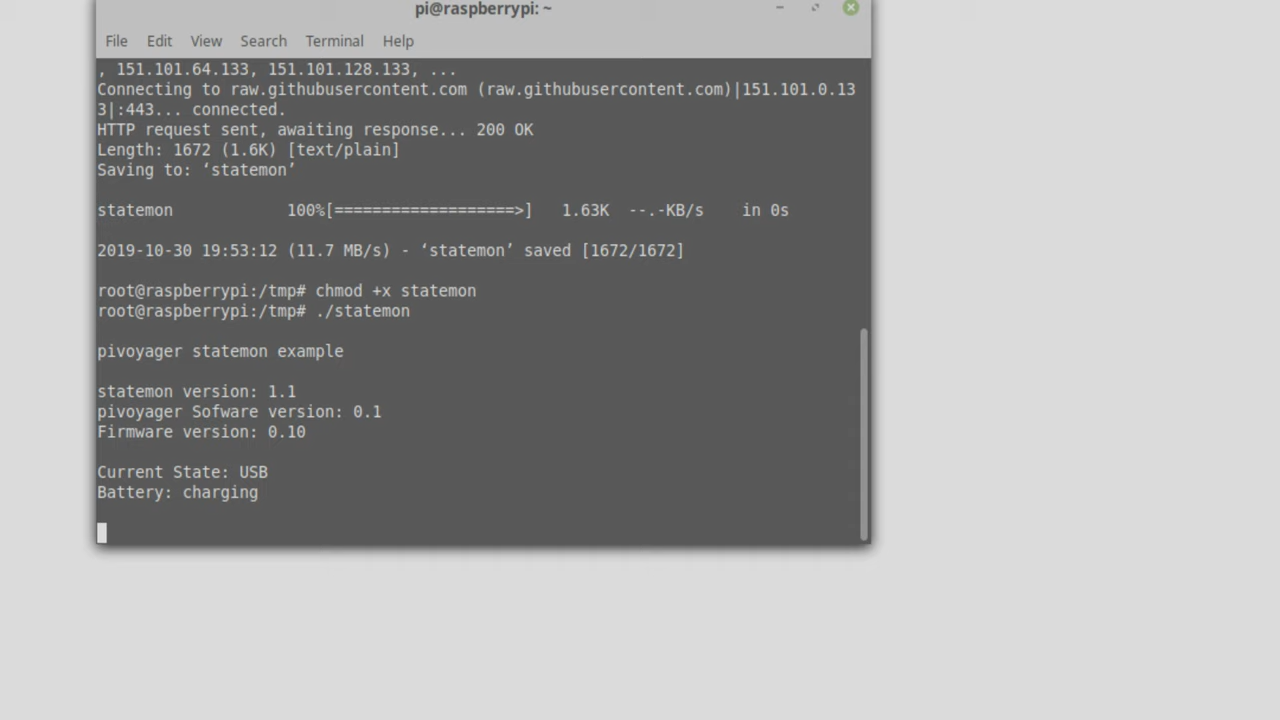 pi@raspberrypi: ~
File Edit View Search Terminal Help
, 151.101.64.133, 151.101.128.133, ...
Connecting to raw.githubusercontent.com (raw.githubusercontent.com)|151.101.0.13
3|:443... connected.
HTTP request sent, awaiting response... 200 OK
Length: 1672 (1.6K) [text/plain]
Saving to: ‘statemon’
statemon 100%[===================>] 1.63K --.-KB/s in 0s
2019-10-30 19:53:12 (11.7 MB/s) - ‘statemon’ saved [1672/1672]
root@raspberrypi:/tmp# chmod +x statemon
root@raspberrypi:/tmp# ./statemon
pivoyager statemon example
statemon version: 1.1
pivoyager Sofware version: 0.1
Firmware version: 0.10
Current State: USB
Battery: charging